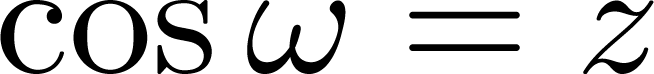 cos w = z